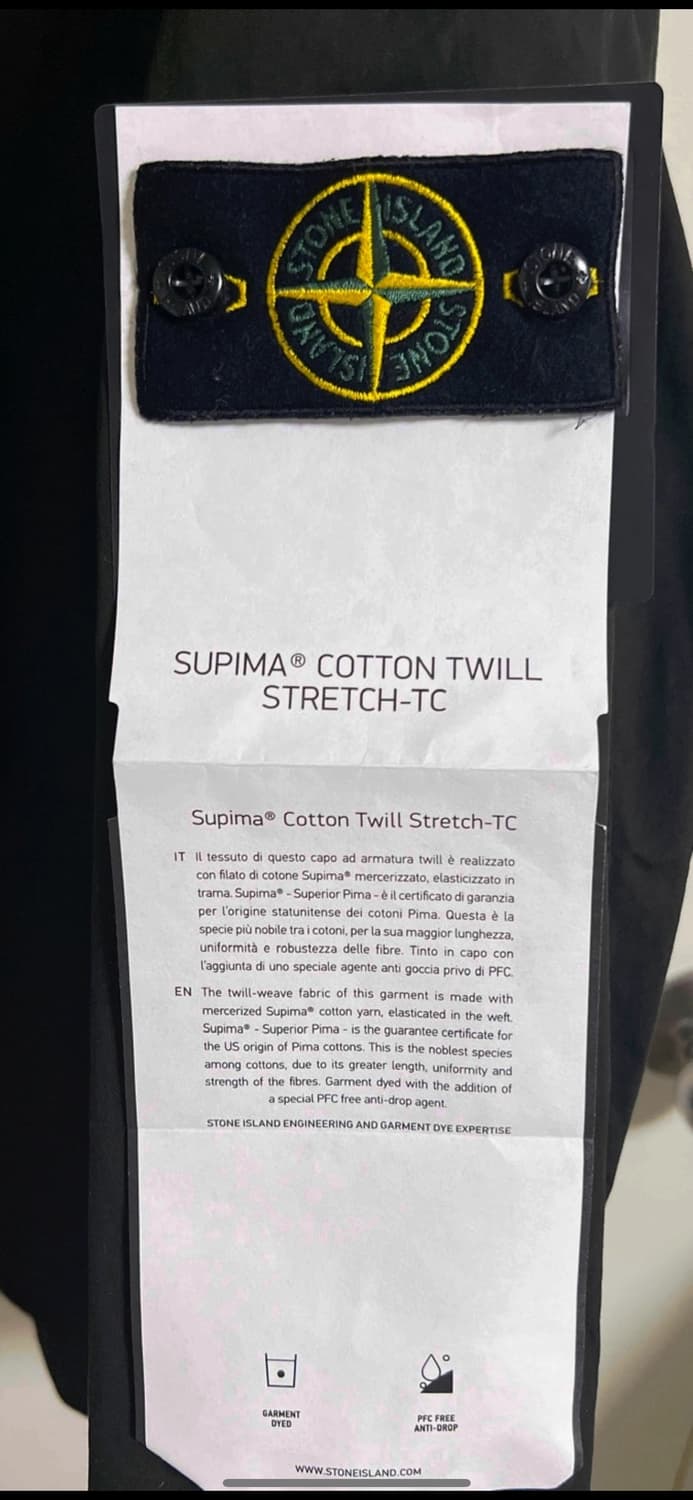 STONE ISLAND STONE ISLAND
SUPIMA® COTTON TWILL
STRETCH-TC
Supima® Cotton Twill Stretch-TC
IT Il tessuto di questo capo ad armatura twill è realizzato
con filato di cotone Supima® mercerizzato, elasticizzato in
trama. Supima® - Superior Pima - è il certificato di garanzia
per l'origine statunitense dei cotoni Pima. Questa è la
specie più nobile tra i cotoni, per la sua maggior lunghezza,
uniformità e robustezza delle fibre. Tinto in capo con
l'aggiunta di uno speciale agente anti goccia privo di PFC.
EN The twill-weave fabric of this garment is made with
mercerized Supima® cotton yarn, elasticated in the weft.
Supima® - Superior Pima - is the guarantee certificate for
the US origin of Pima cottons. This is the noblest species
among cottons, due to its greater length, uniformity and
strength of the fibres. Garment dyed with the addition of
a special PFC free anti-drop agent.
STONE ISLAND ENGINEERING AND GARMENT DYE EXPERTISE
GARMENT
DYED
PFC FREE
ANTI-DROP
WWW.STONEISLAND.COM